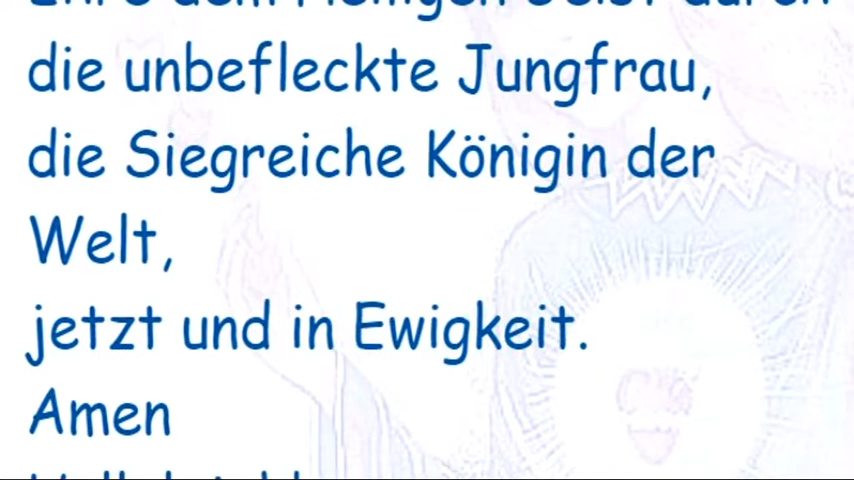 die unbefleckte Jungfrau,
die Siegreiche Königin der
Welt,
jetzt und in Ewigkeit.
Amen